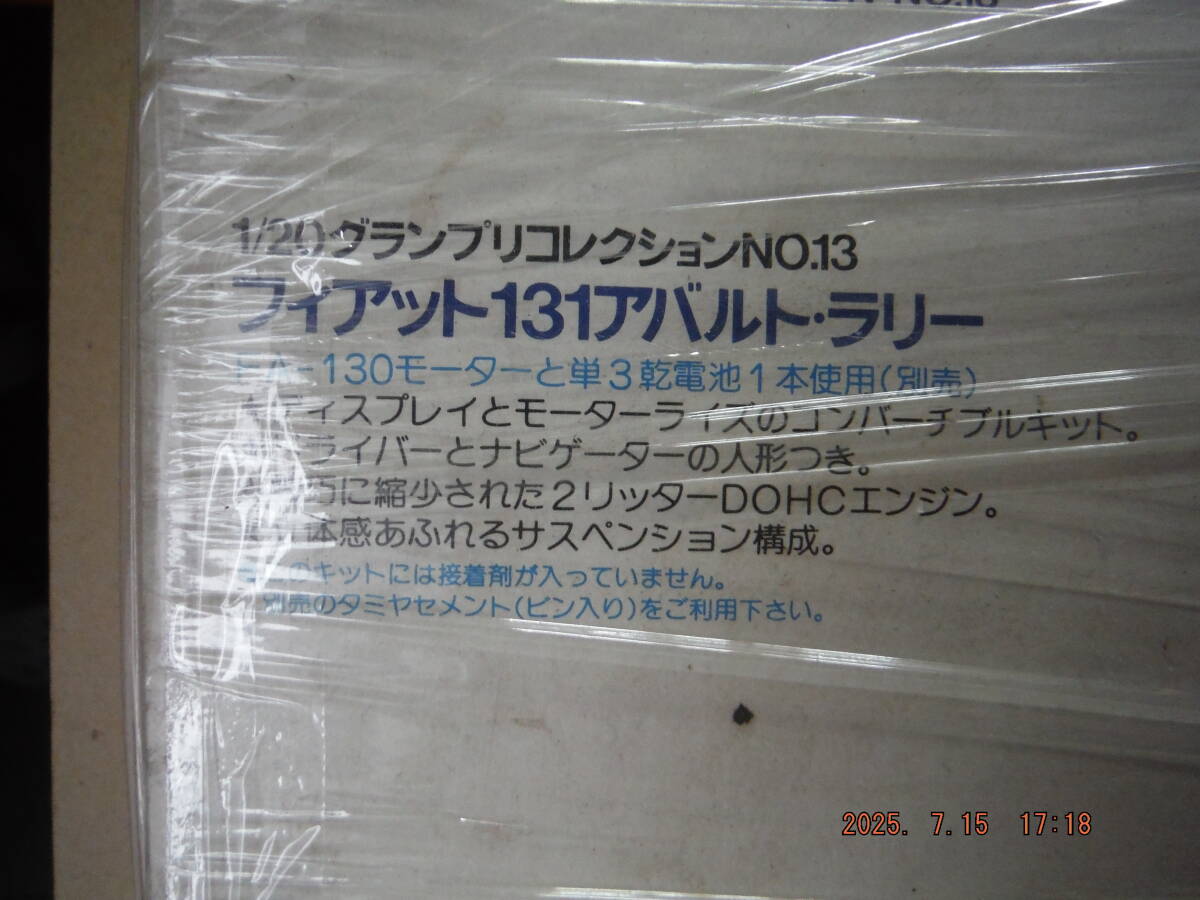 NO.13
1/20グランプリコレクションNO.13
フィアット131アバルト・ラリー
FA-130モーターと単3乾電池1本使用(別売)
ディスプレイとモーターライズのコンバーチブルキット。
ライバーとナビゲーターの人形つき。
に縮少された2リッターDOHCエンジン。
体感あふれるサスペンション構成。
のキットには接着剤が入っていません。
別売のタミヤセメント(ビン入り)をご利用下さい。
2025. 7.15 17:18